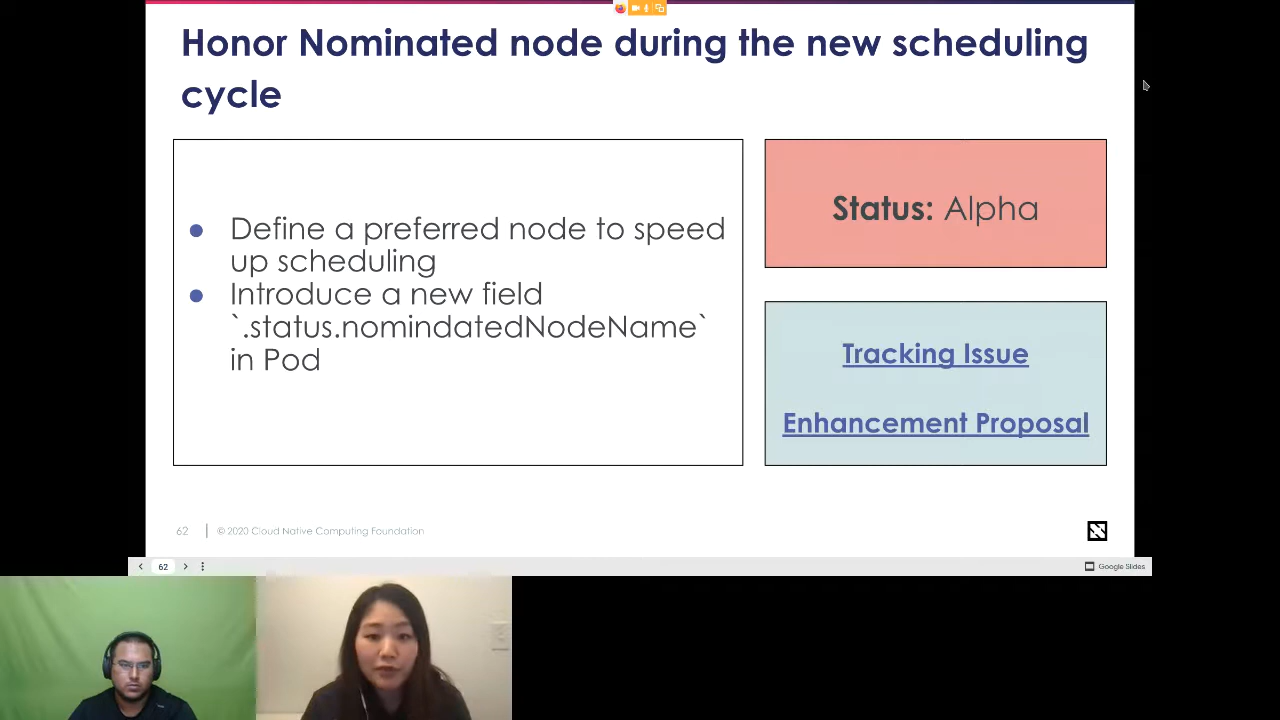 Honor Nominated node during the new scheduling
cycle
● Define a preferred node to speed
up scheduling
● Introduce a new field
`.status.nomindatedNodeName`
in Pod
Status: Alpha
Tracking Issue
Enhancement Proposal
62
© 2020 Cloud Native Computing Foundation
62
Google Slides